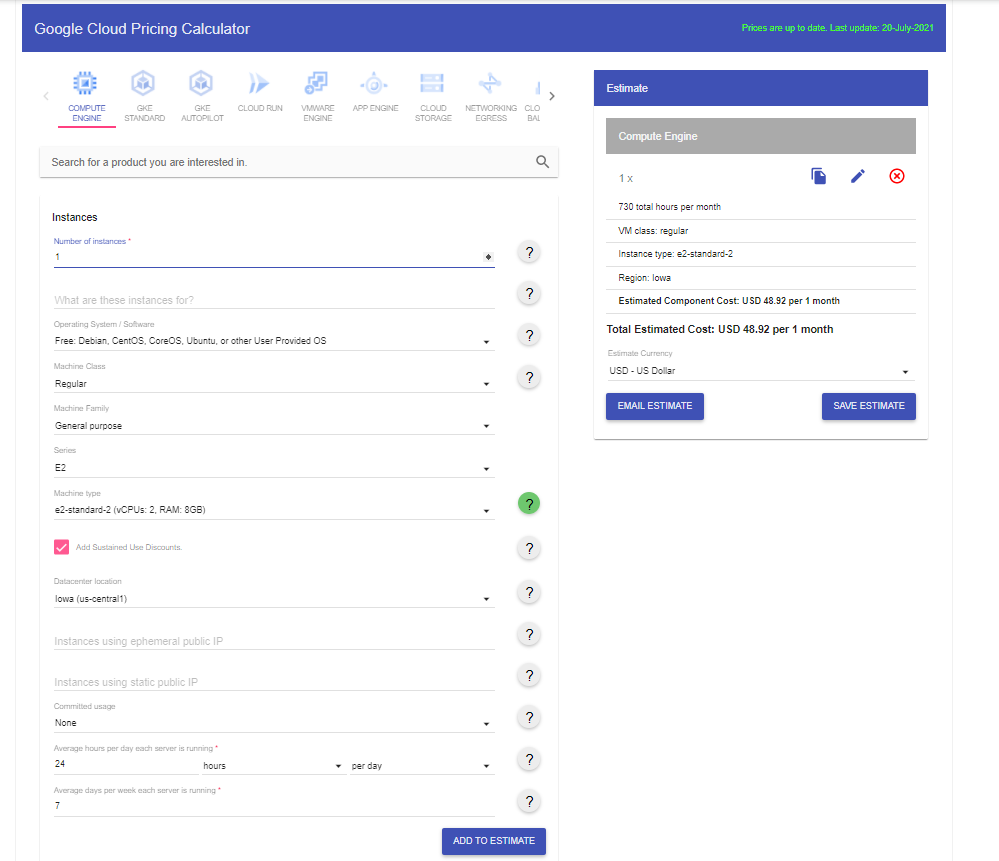 Google Cloud Pricing Calculator
Prices are up to date. Last update: 20-July-2021
COMPUTE
ENGINE
GKE
STANDARD
GKE
AUTOPILOT
CLOUD RUN
VMWARE
ENGINE
APP ENGINE
CLOUD
STORAGE
NETWORKING
EGRESS
CLO
BAL
Search for a product you are interested in.
Instances
Number of instances *
1
?
What are these instances for?
?
Operating System / Software
Free: Debian, CentOS, CoreOS, Ubuntu, or other User Provided OS
?
Machine Class
Regular
?
Machine Family
General purpose
Series
E2
Machine type
e2-standard-2 (vCPUs: 2, RAM: 8GB)
?
Add Sustained Use Discounts.
?
Datacenter location
Iowa (us-central1)
?
Instances using ephemeral public IP
?
Instances using static public IP
?
Committed usage
None
?
Average hours per day each server is running *
24 hours per day
?
Average days per week each server is running *
7
?
ADD TO ESTIMATE
Estimate
Compute Engine
1 x
730 total hours per month
VM class: regular
Instance type: e2-standard-2
Region: Iowa
Estimated Component Cost: USD 48.92 per 1 month
Total Estimated Cost: USD 48.92 per 1 month
Estimate Currency
USD - US Dollar
EMAIL ESTIMATE
SAVE ESTIMATE